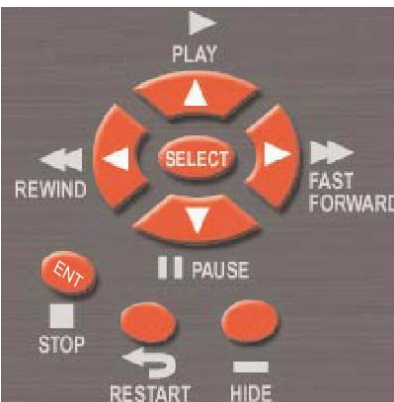 PLAY
SELECT
REWIND
FAST
FORWARD
ENT
PAUSE
STOP
RESTART
HIDE